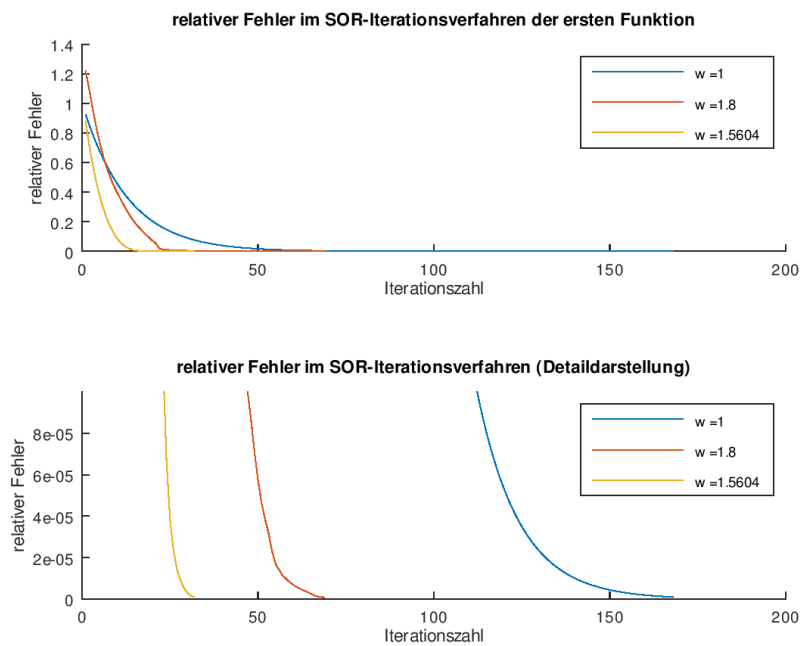 relativer Fehler im SOR-Iterationsverfahren der ersten Funktion
1.4
1.2
1
0.8
0.6
0.4
0.2
0
relativer Fehler
w =1
w =1.8
w =1.5604
0 50 100 150 200
Iterationszahl
relativer Fehler im SOR-Iterationsverfahren (Detaildarstellung)
8e-05
6e-05
4e-05
2e-05
0
relativer Fehler
w =1
w =1.8
w =1.5604
0 50 100 150 200
Iterationszahl